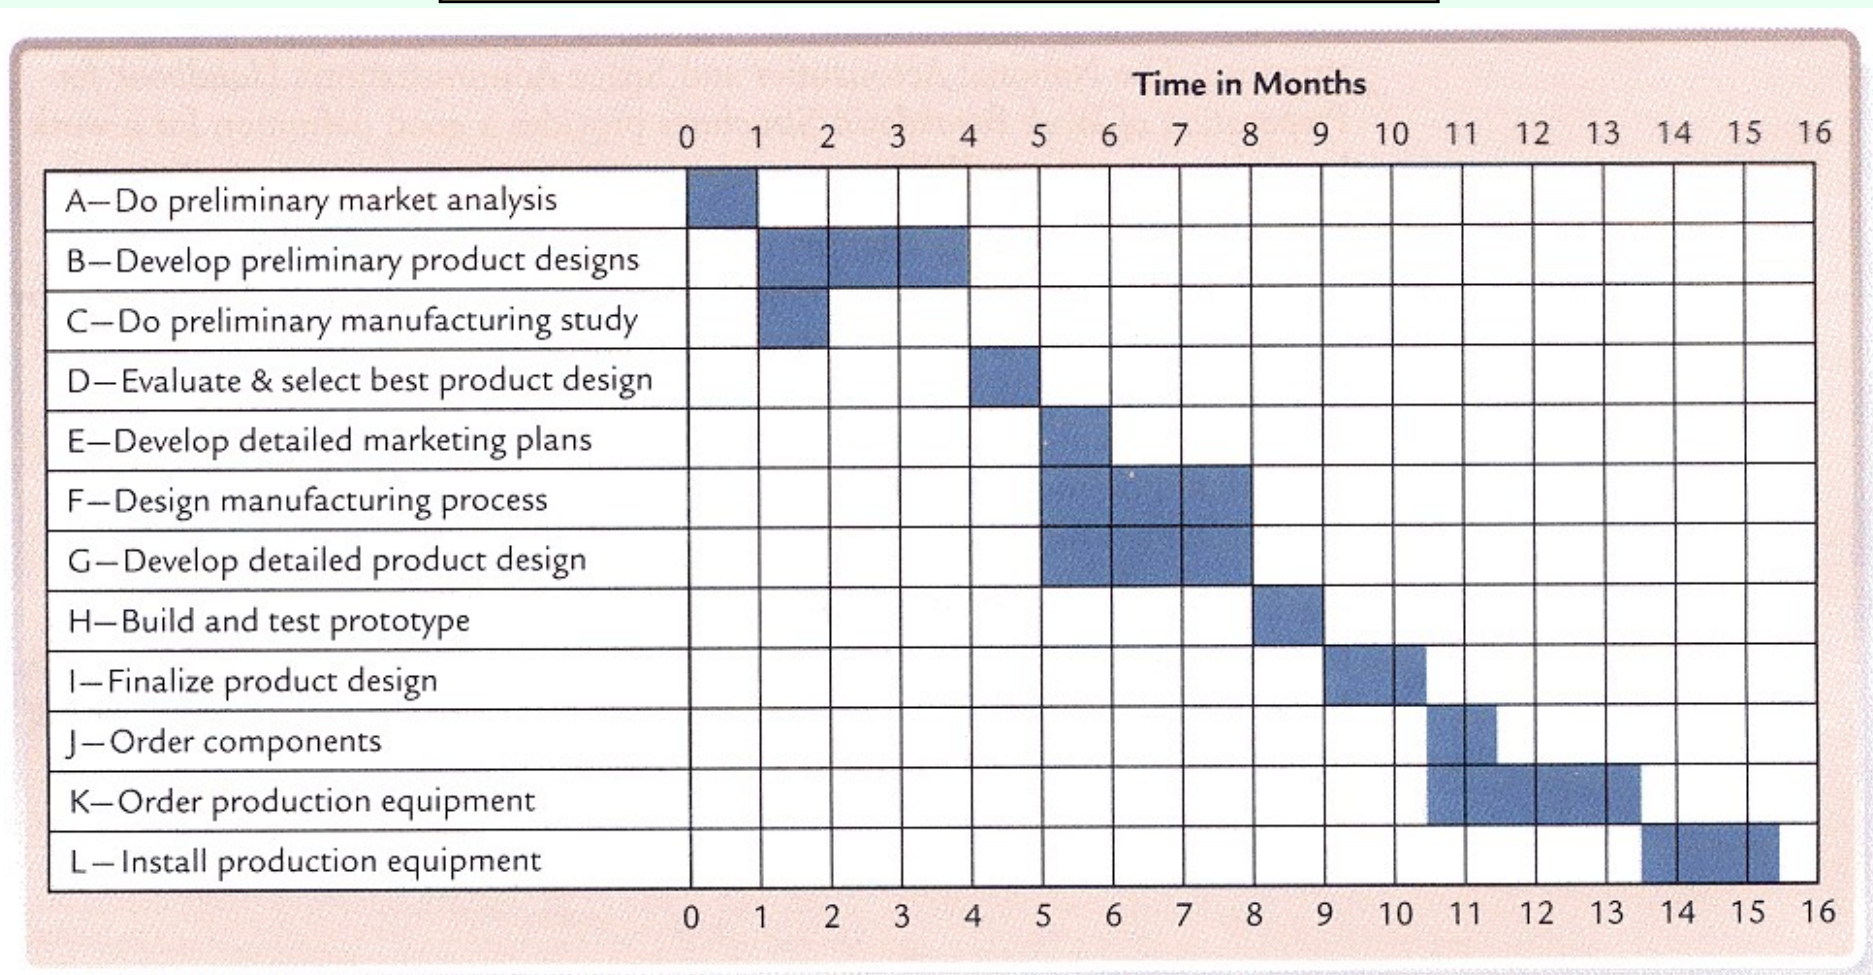 Time in Months
0 1 2 3 4 5 6 7 8 9 10 11 12 13 14 15 16
A—Do preliminary market analysis
B—Develop preliminary product designs
C—Do preliminary manufacturing study
D—Evaluate & select best product design
E—Develop detailed marketing plans
F—Design manufacturing process
G—Develop detailed product design
H—Build and test prototype
I—Finalize product design
J—Order components
K—Order production equipment
L—Install production equipment
0 1 2 3 4 5 6 7 8 9 10 11 12 13 14 15 16